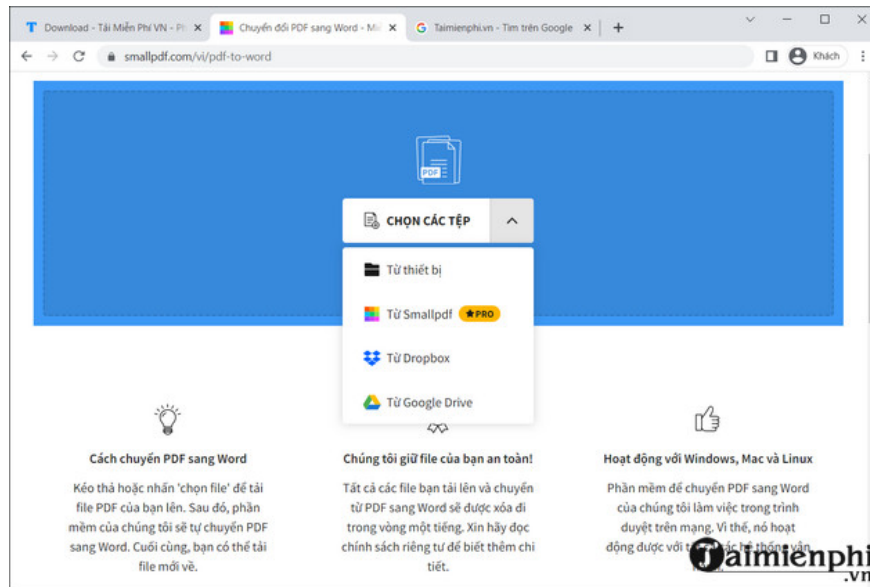 Download - Tải Miễn Phí VN - Ph
Chuyển đổi PDF sang Word - Mi
Taimienphi.vn - Tìm trên Google
smallpdf.com/vi/pdf-to-word
Khách
PDF
CHỌN CÁC TỆP
Từ thiết bị
Từ Smallpdf ★PRO
Từ Dropbox
Từ Google Drive
Cách chuyển PDF sang Word
Kéo thả hoặc nhấn 'chọn file' để tải
file PDF của bạn lên. Sau đó, phần
mềm của chúng tôi sẽ tự chuyển PDF
sang Word. Cuối cùng, bạn có thể tải
file mới về.
Chúng tôi giữ file của bạn an toàn!
Tất cả các file bạn tải lên và chuyển
từ PDF sang Word sẽ được xóa đi
trong vòng một tiếng. Xin hãy đọc
chính sách riêng tư để biết thêm chi
tiết.
Hoạt động với Windows, Mac và Linux
Phần mềm để chuyển PDF sang Word
của chúng tôi làm việc trong trình
duyệt trên mạng. Vì thế, nó hoạt
động được với các hệ thống vận
Taimienphi
.vn